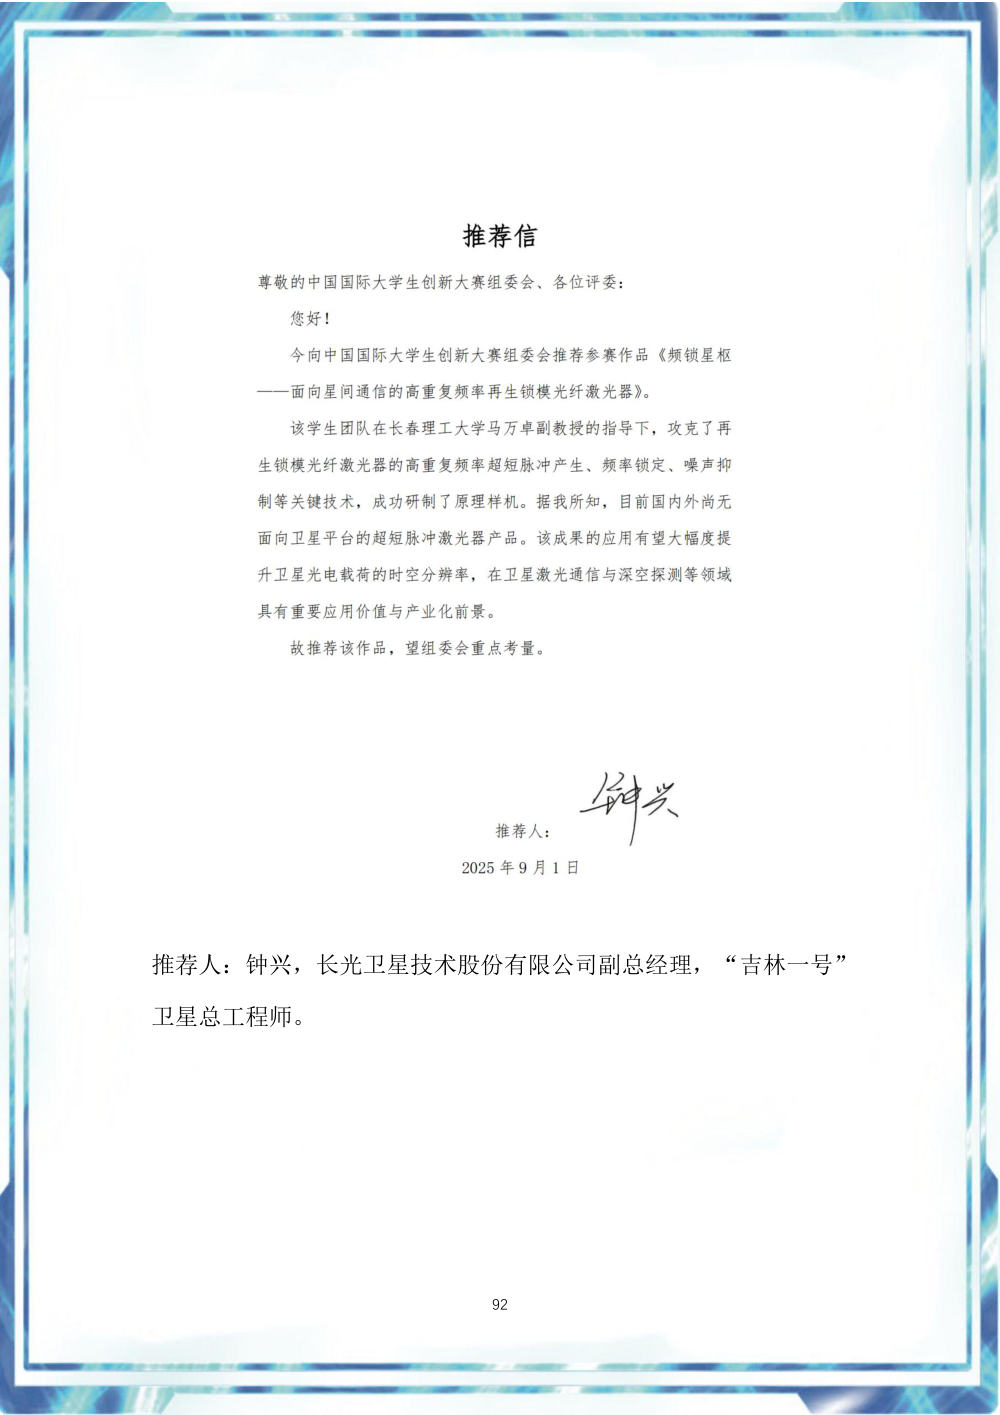 推荐信
尊敬的中国国际大学生创新大赛组委会、各位评委：
您好！
今向中国国际大学生创新大赛组委会推荐参赛作品《频锁星枢
——面向星间通信的高重复频率再生锁模光纤激光器》。
该学生团队在长春理工大学马万卓副教授的指导下，攻克了再
生锁模光纤激光器的高重复频率超短脉冲产生、频率锁定、噪声抑
制等关键技术，成功研制了原理样机。据我所知，目前国内外尚无
面向卫星平台的超短脉冲激光器产品。该成果的应用有望大幅度提
升卫星光电载荷的时空分辨率，在卫星激光通信与深空探测等领域
具有重要应用价值与产业化前景。
故推荐该作品，望组委会重点考量。
钟兴
推荐人：
2025 年 9 月 1 日
推荐人：钟兴，长光卫星技术股份有限公司副总经理，“吉林一号”
卫星总工程师。
92